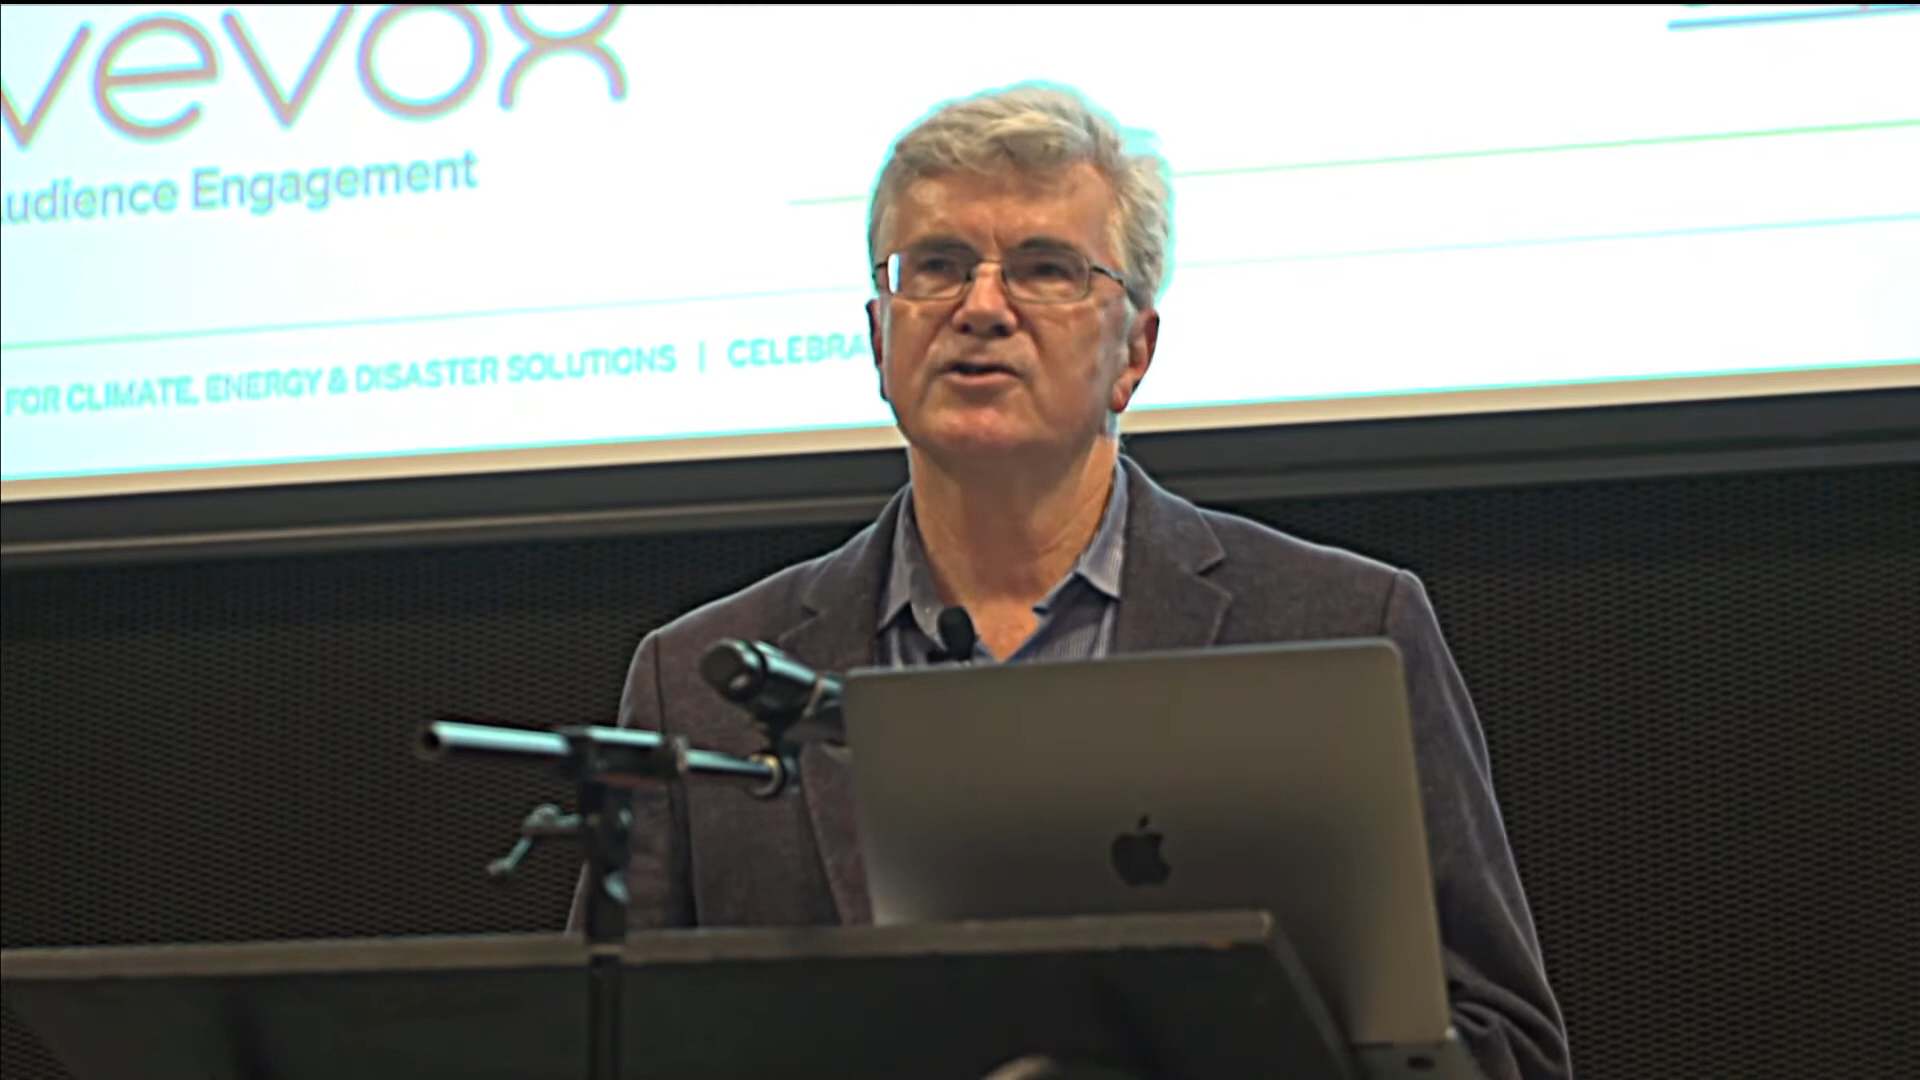 vevox
udience Engagement
FOR CLIMATE, ENERGY & DISASTER SOLUTIONS | CELEBRA